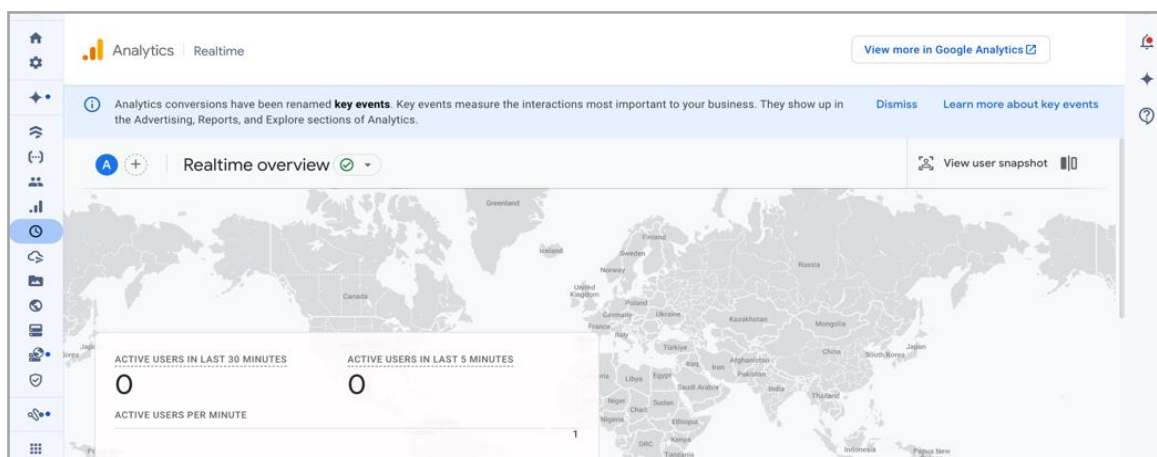 Analytics | Realtime
View more in Google Analytics
Analytics conversions have been renamed key events. Key events measure the interactions most important to your business. They show up in
the Advertising, Reports, and Explore sections of Analytics.
Dismiss
Learn more about key events
A
Realtime overview
View user snapshot
Greenland
Iceland
Finland
Sweden
Norway
Russia
Canada
United
Kingdom
Poland
Germany
Ukraine
France
Italy
Kazakhstan
Mongolia
Türkiye
China
South Korea
Japan
Iraq
Iran
Afghanistan
Pakistan
Libya
Egypt
Saudi Arabia
India
Thailand
Niger
Chad
Sudan
Nigeria
Ethiopia
DRC
Kenya
Tanzania
Indonesia
Papua New
ACTIVE USERS IN LAST 30 MINUTES
0
ACTIVE USERS IN LAST 5 MINUTES
0
ACTIVE USERS PER MINUTE
1